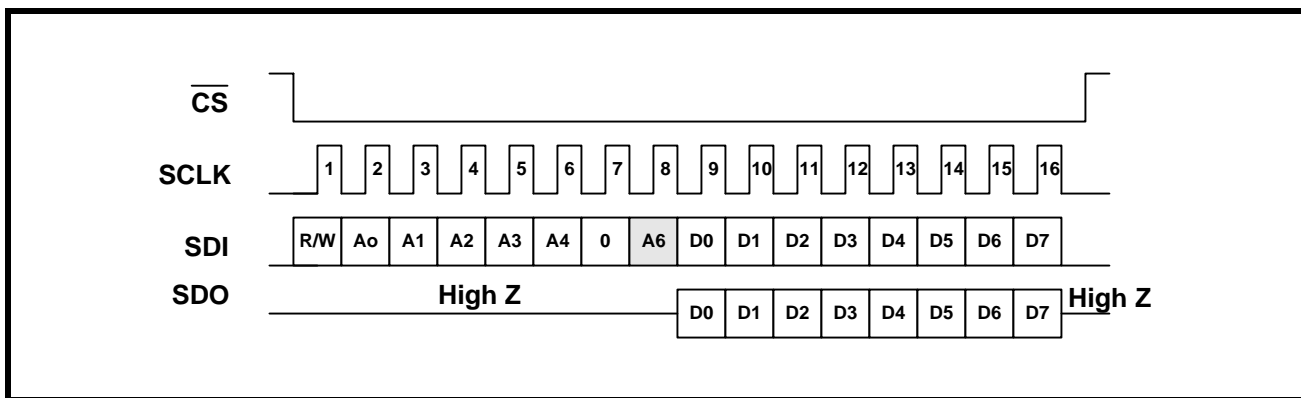 CS
SCLK 1 2 3 4 5 6 7 8 9 10 11 12 13 14 15 16
SDI R/W Ao A1 A2 A3 A4 0 A6 D0 D1 D2 D3 D4 D5 D6 D7
SDO High Z D0 D1 D2 D3 D4 D5 D6 D7 High Z